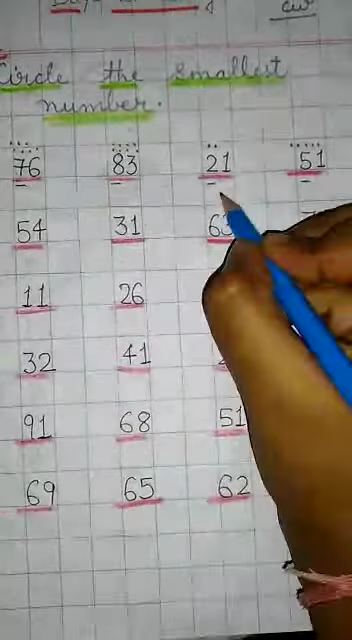 cw
Circle the smallest
number.
76 83 21 51
54 31
11 26
32 41
91 68 51
69 65 62